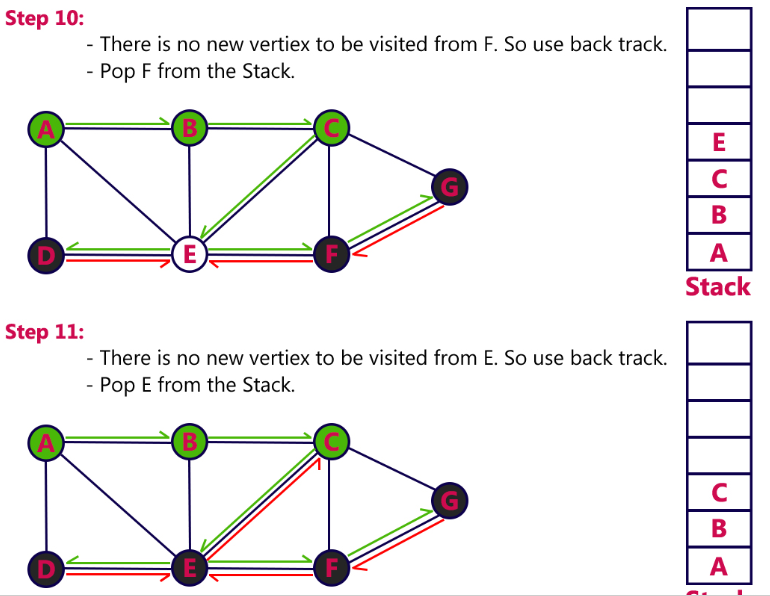 Step 10:
- There is no new vertiex to be visited from F. So use back track.
- Pop F from the Stack.
A B C
G
D E F
E
C
B
A
Stack
Step 11:
- There is no new vertiex to be visited from E. So use back track.
- Pop E from the Stack.
A B C
G
D E F
C
B
A